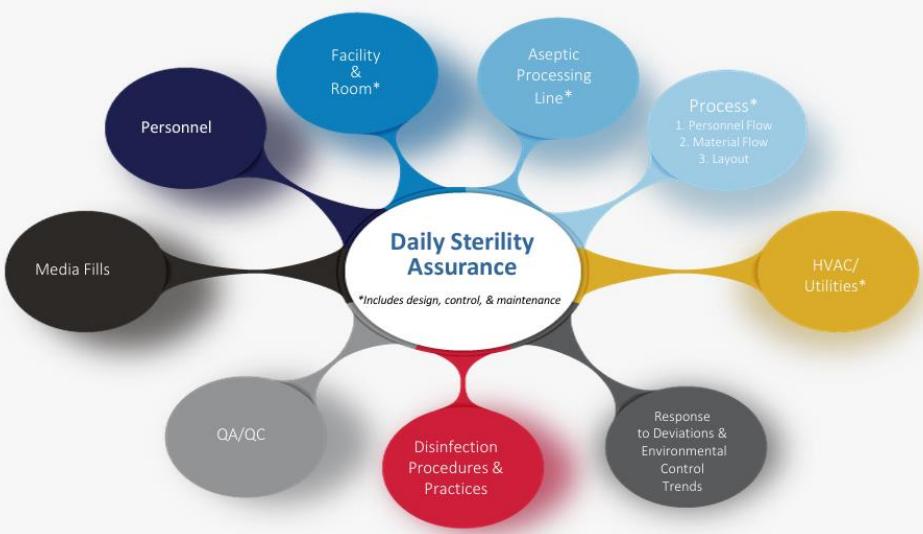 Daily Sterility
Assurance
*Includes design, control, & maintenance
Media Fills
Personnel
Facility
&
Room*
Aseptic
Processing
Line*
Process*
1. Personnel Flow
2. Material Flow
3. Layout
HVAC/
Utilities*
Response
to Deviations &
Environmental
Control
Trends
Disinfection
Procedures &
Practices
QA/QC